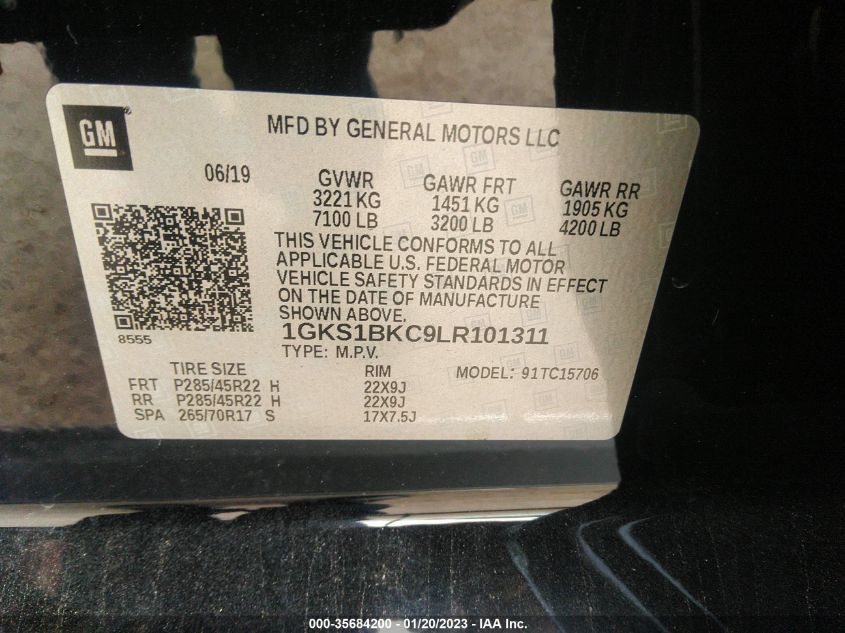 GM
MFD BY GENERAL MOTORS LLC
06/19
GVWR GAWR FRT GAWR RR
3221 KG 1451 KG 1905 KG
7100 LB 3200 LB 4200 LB
THIS VEHICLE CONFORMS TO ALL
APPLICABLE U.S. FEDERAL MOTOR
VEHICLE SAFETY STANDARDS IN EFFECT
ON THE DATE OF MANUFACTURE
SHOWN ABOVE.
8555
1GKS1BKC9LR101311
TYPE: M.P.V.
TIRE SIZE RIM MODEL: 91TC15706
FRT P285/45R22 H 22X9J
RR P285/45R22 H 22X9J
SPA 265/70R17 S 17X7.5J
000-35684200 - 01/20/2023 - IAA Inc.